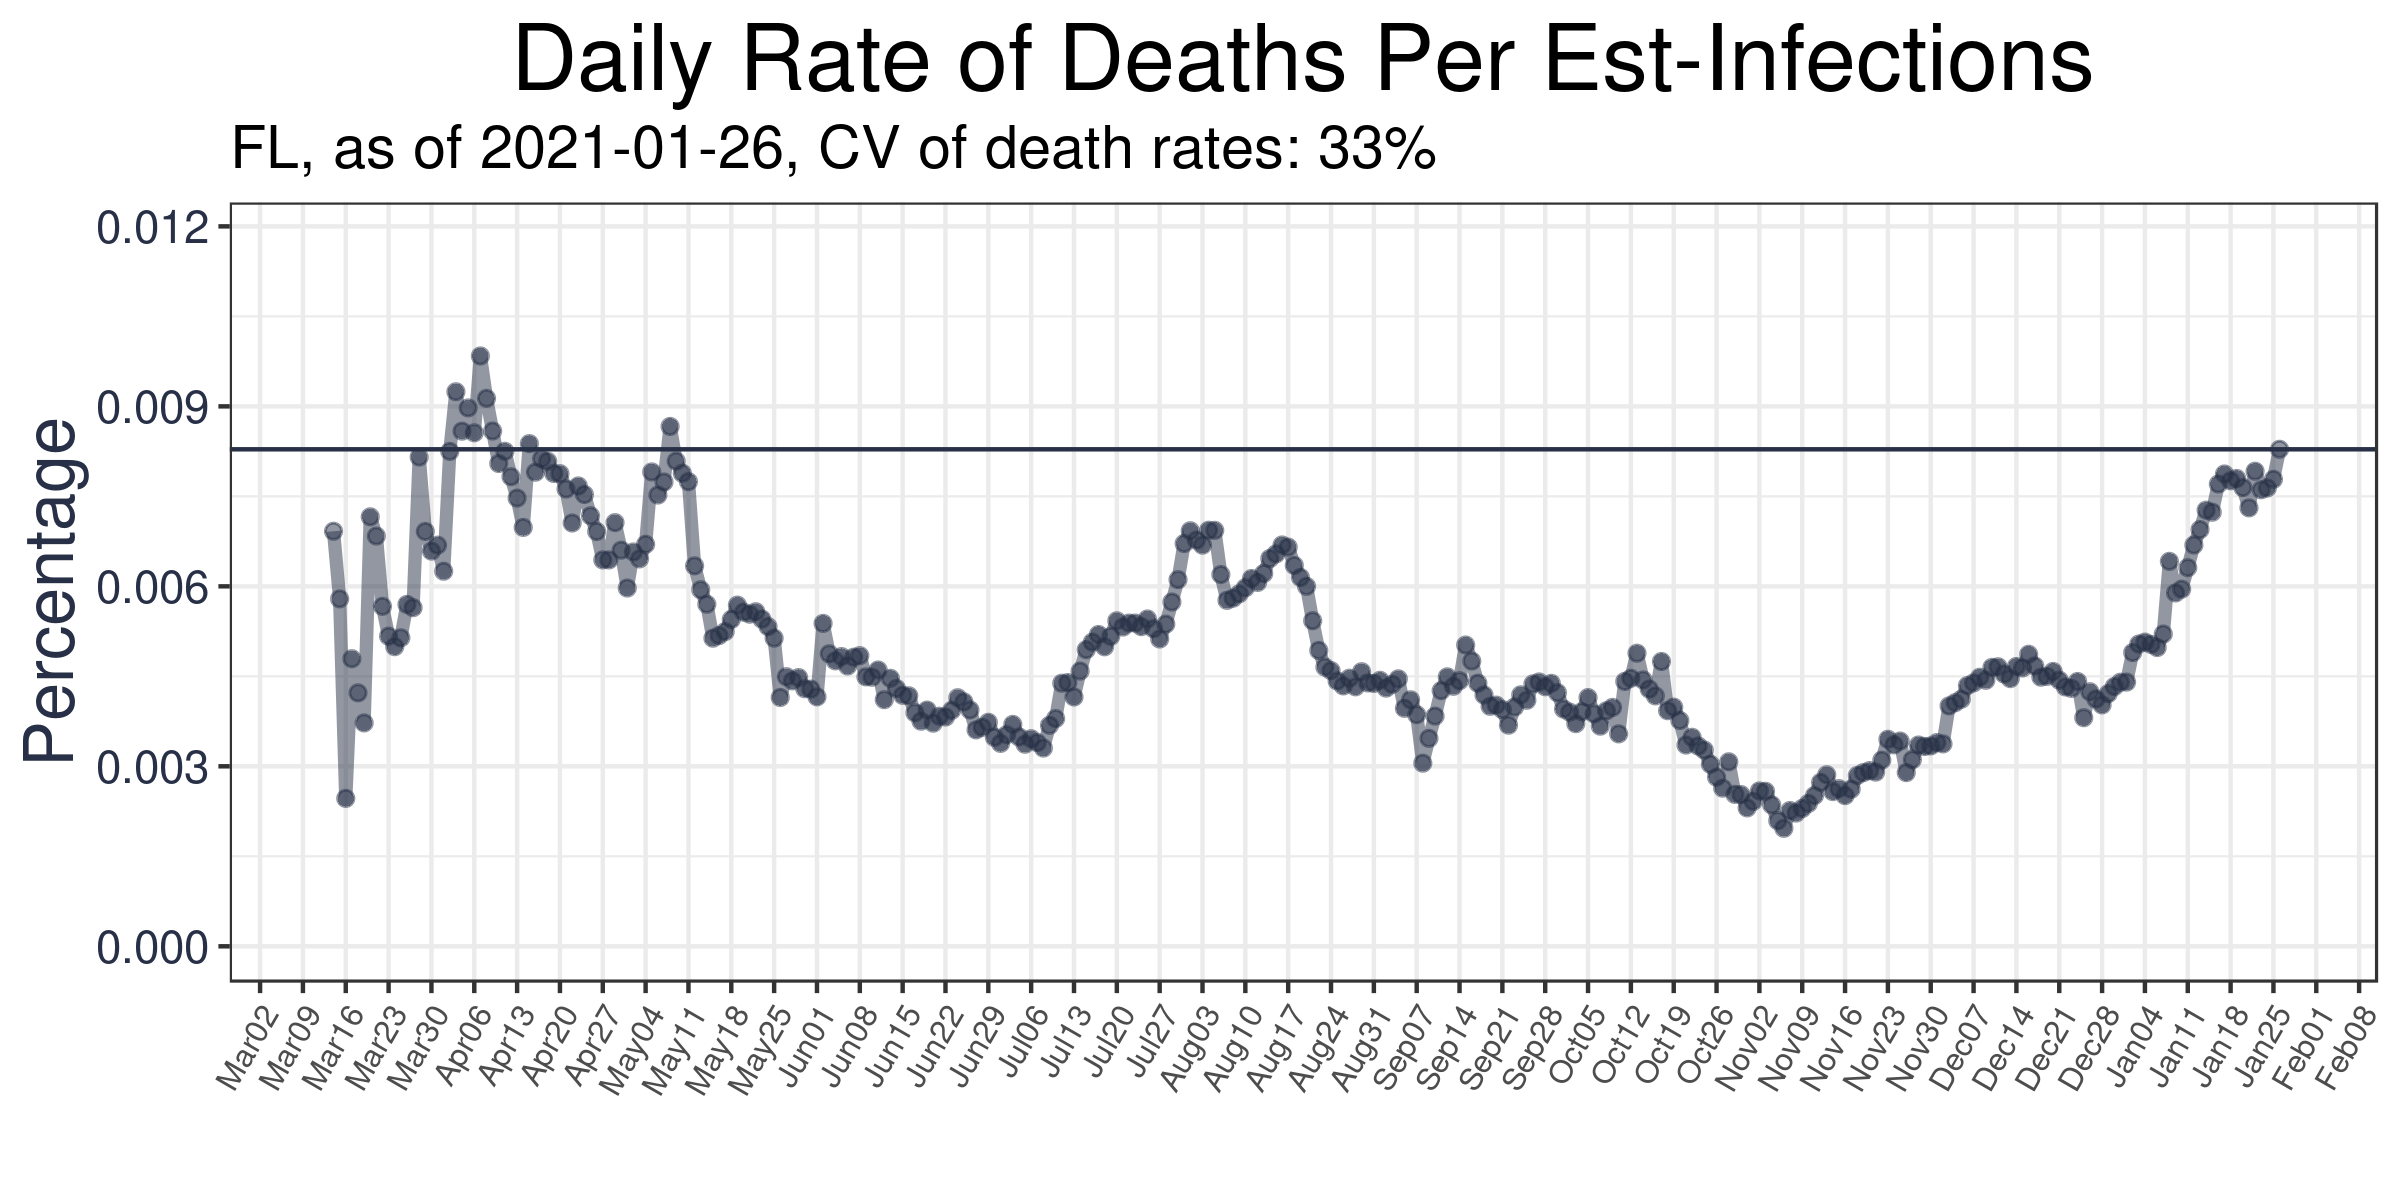 Daily Rate of Deaths Per Est-Infections
FL, as of 2021-01-26, CV of death rates: 33%
Percentage
0.012
0.009
0.006
0.003
0.000
Mar02
Mar09
Mar16
Mar23
Mar30
Apr06
Apr13
Apr20
Apr27
May04
May11
May18
May25
Jun01
Jun08
Jun15
Jun22
Jun29
Jul06
Jul13
Jul20
Jul27
Aug03
Aug10
Aug17
Aug24
Aug31
Sep07
Sep14
Sep21
Sep28
Oct05
Oct12
Oct19
Oct26
Nov02
Nov09
Nov16
Nov23
Nov30
Dec07
Dec14
Dec21
Dec28
Jan04
Jan11
Jan18
Jan25
Feb01
Feb08